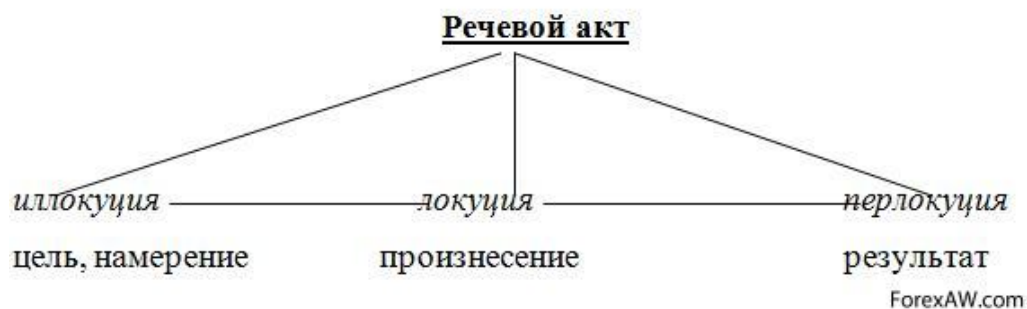 Речевой акт
иллокуция локуция перлокуция
цель, намерение произнесение результат
ForexAW.com